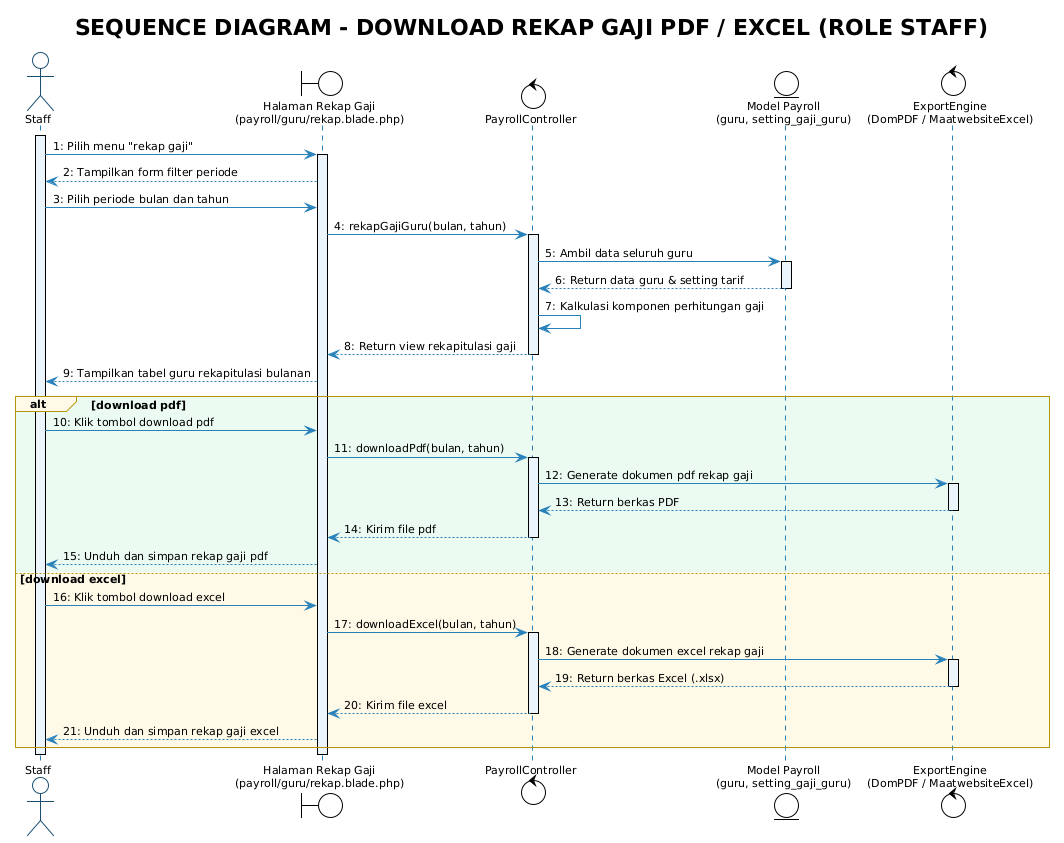 SEQUENCE DIAGRAM - DOWNLOAD REKAP GAJI PDF / EXCEL (ROLE STAFF)
Staff
Halaman Rekap Gaji
(payroll/guru/rekap.blade.php)
PayrollController
Model Payroll
(guru, setting_gaji_guru)
ExportEngine
(DomPDF / MaatwebsiteExcel)
1: Pilih menu "rekap gaji"
2: Tampilkan form filter periode
3: Pilih periode bulan dan tahun
4: rekapGajiGuru(bulan, tahun)
5: Ambil data seluruh guru
6: Return data guru & setting tarif
7: Kalkulasi komponen perhitungan gaji
8: Return view rekapitulasi gaji
9: Tampilkan tabel guru rekapitulasi bulanan
alt [download pdf]
10: Klik tombol download pdf
11: downloadPdf(bulan, tahun)
12: Generate dokumen pdf rekap gaji
13: Return berkas PDF
14: Kirim file pdf
15: Unduh dan simpan rekap gaji pdf
[download excel]
16: Klik tombol download excel
17: downloadExcel(bulan, tahun)
18: Generate dokumen excel rekap gaji
19: Return berkas Excel (.xlsx)
20: Kirim file excel
21: Unduh dan simpan rekap gaji excel
Staff
Halaman Rekap Gaji
(payroll/guru/rekap.blade.php)
PayrollController
Model Payroll
(guru, setting_gaji_guru)
ExportEngine
(DomPDF / MaatwebsiteExcel)